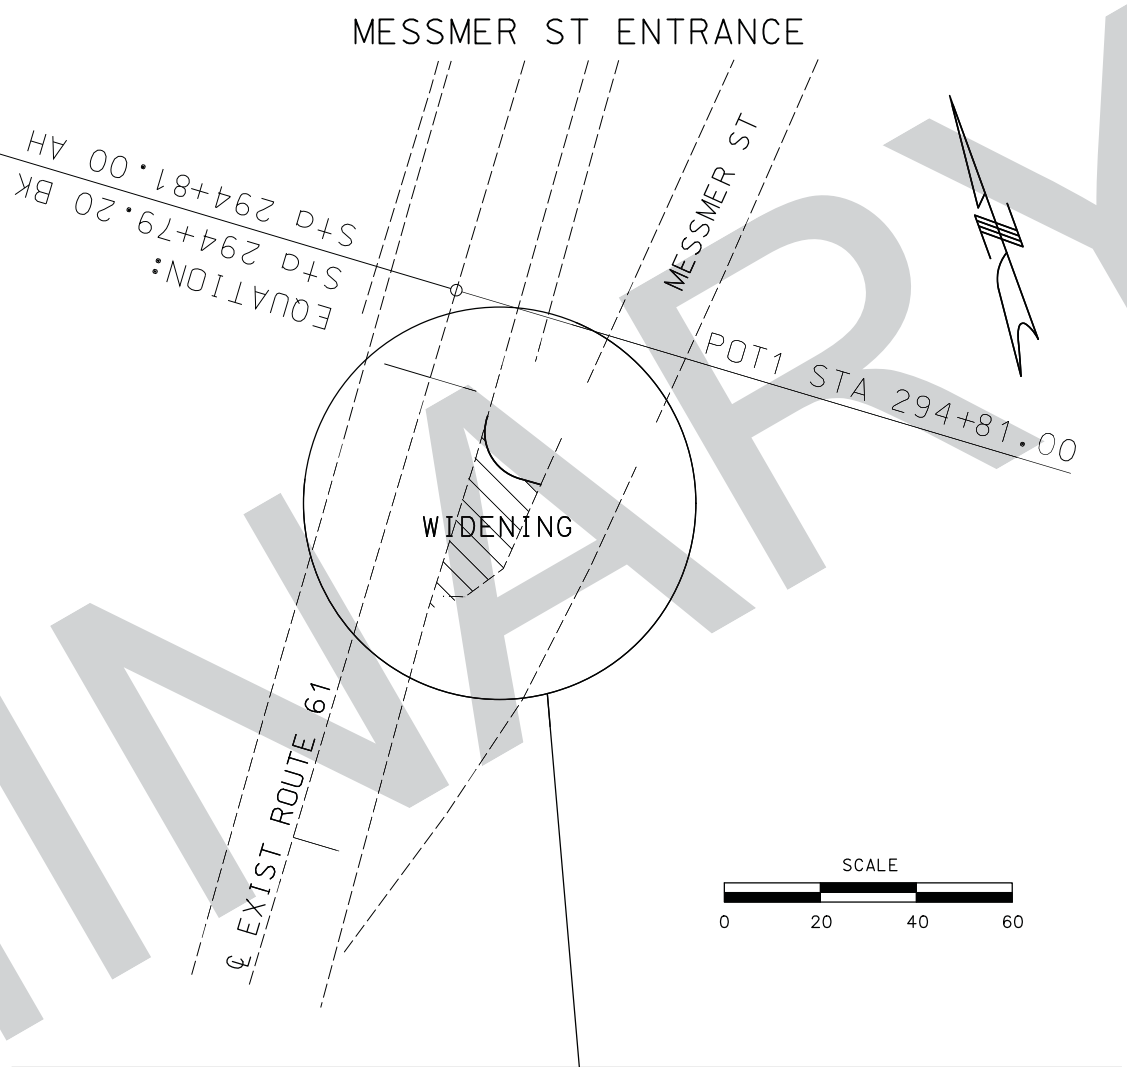 MESSMER ST ENTRANCE
EQUATION:
Sta 294+79.20 BK
Sta 294+81.00 AH
MESSMER ST
POT1 STA 294+81.00
WIDENING
℄ EXIST ROUTE 61
SCALE
0 20 40 60
INARY